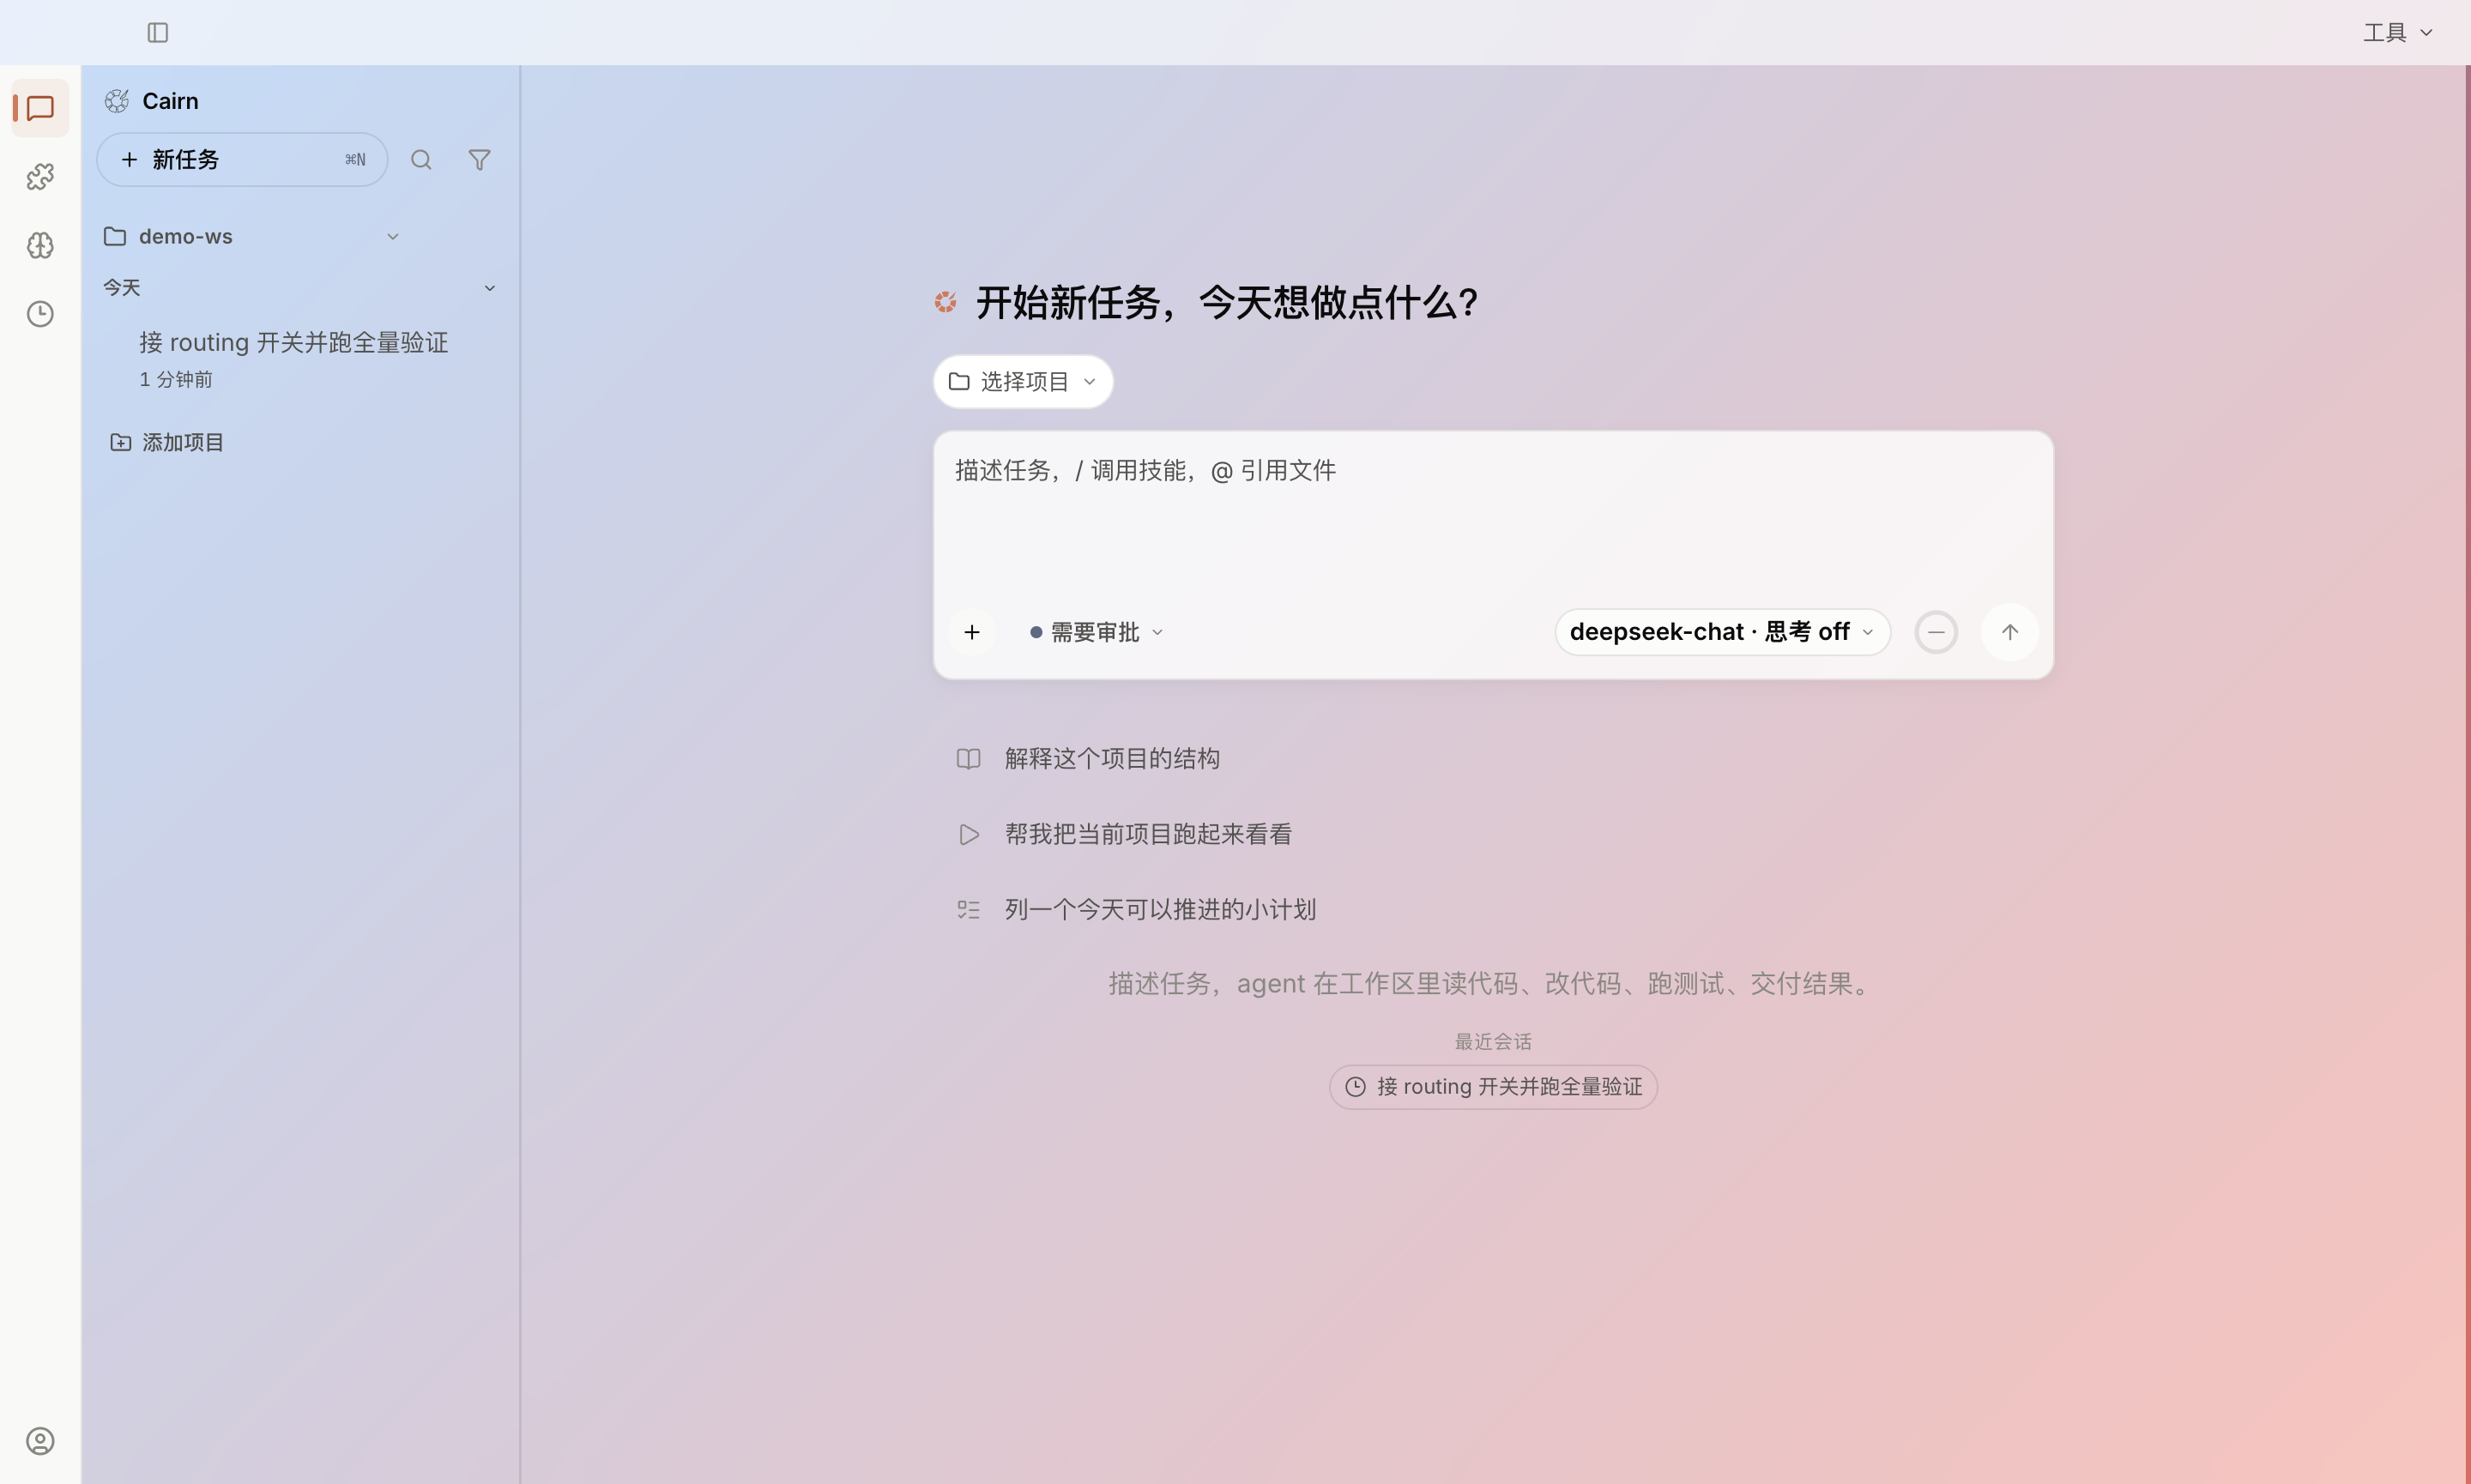 工具
Cairn
新任务 ⌘N
demo-ws
今天
接 routing 开关并跑全量验证
1 分钟前
添加项目
开始新任务，今天想做点什么?
选择项目
描述任务，/ 调用技能，@ 引用文件
需要审批
deepseek-chat · 思考 off
解释这个项目的结构
帮我把当前项目跑起来看看
列一个今天可以推进的小计划
描述任务，agent 在工作区里读代码、改代码、跑测试、交付结果。
最近会话
接 routing 开关并跑全量验证